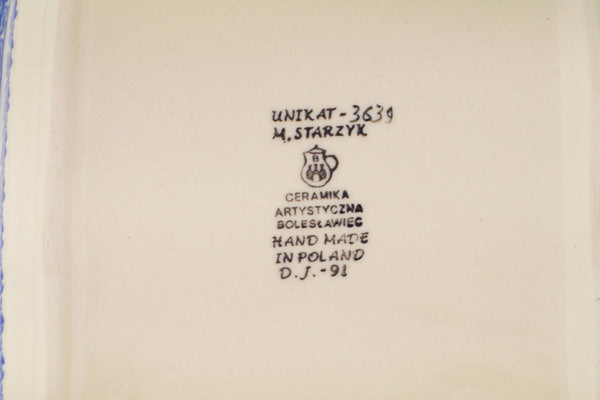 UNIKAT-3639
M. STARZYK
B
CERAMIKA
ARTYSTYCZNA
BOLESŁAWIEC
HAND MADE
IN POLAND
D.J.-91